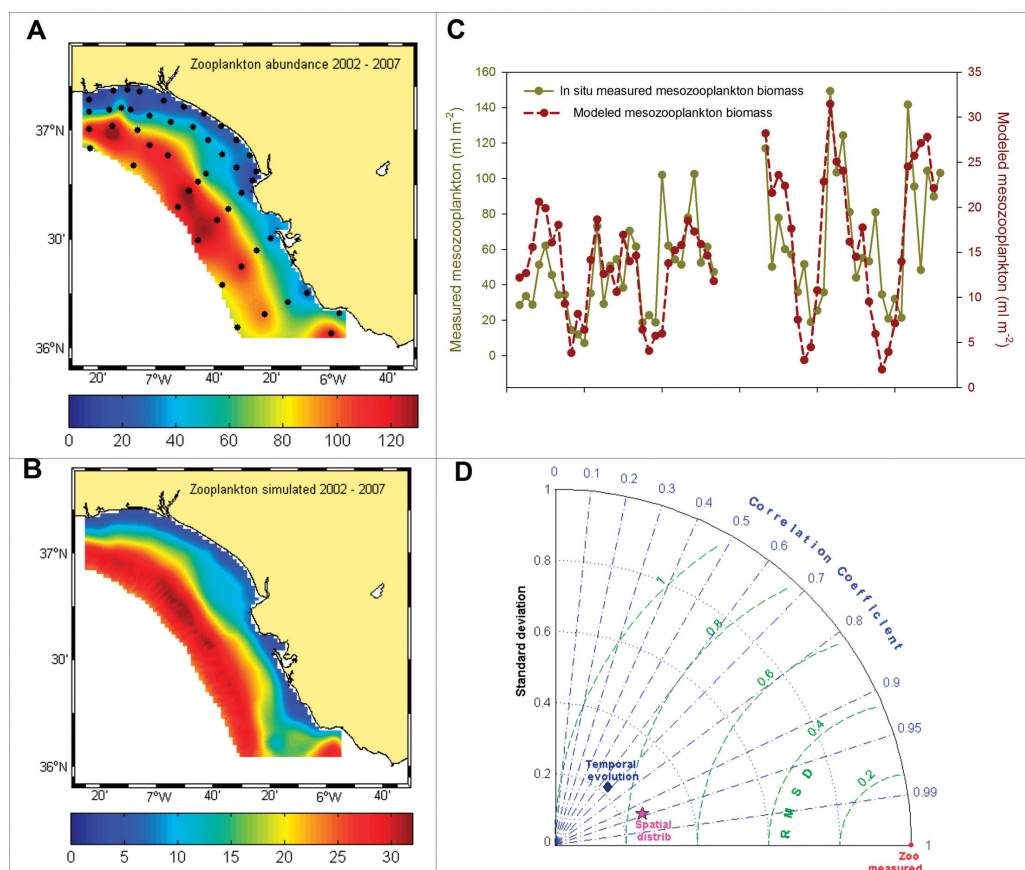 A
Zooplankton abundance 2002 - 2007
37°N
30'
36°N
20' 7°W 40' 20' 6°W 40' 30'
0 20 40 60 80 100 120
B
Zooplankton simulated 2002 - 2007
37°N
30'
36°N
20' 7°W 40' 20' 6°W 40' 30'
0 5 10 15 20 25 30
C
In situ measured mesozooplankton biomass
Modeled mesozooplankton biomass
Measured mesozooplankton (ml m⁻²)
160
140
120
100
80
60
40
20
0
Modeled mesozooplankton (ml m⁻²)
35
30
25
20
15
10
5
0
D
Standard deviation
1
0.8
0.6
0.4
0.2
0
Correlation Coefficient
0 0.1 0.2 0.3 0.4 0.5 0.6 0.7 0.8 0.9 0.95 0.99 1
1 0.8 0.6 0.4 0.2
RMSD
Temporal
evolution
Spatial
distrib
Zoo
measured